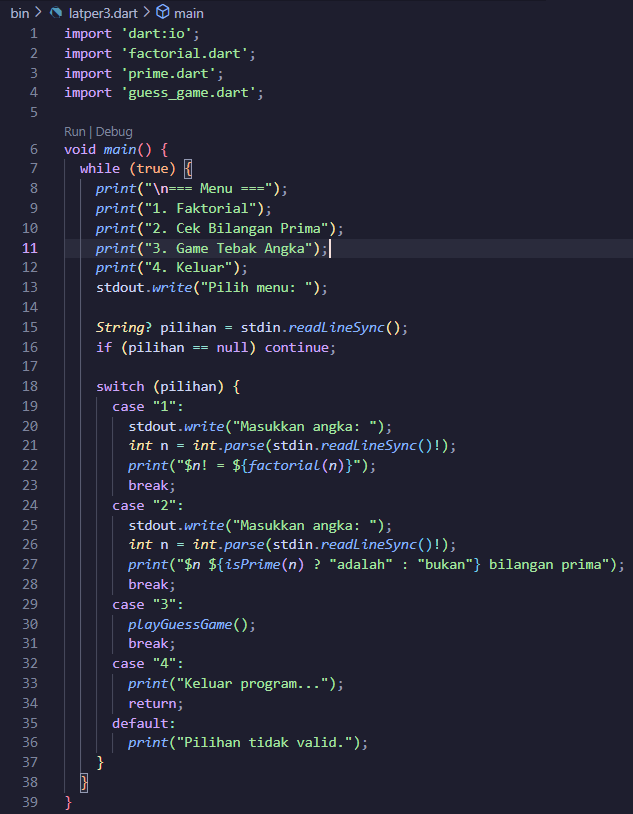 bin > latper3.dart > main
1 import 'dart:io';
2 import 'factorial.dart';
3 import 'prime.dart';
4 import 'guess_game.dart';
5
Run | Debug
6 void main() {
7   while (true) {
8     print("\n=== Menu ===");
9     print("1. Faktorial");
10     print("2. Cek Bilangan Prima");
11     print("3. Game Tebak Angka");
12     print("4. Keluar");
13     stdout.write("Pilih menu: ");
14
15     String? pilihan = stdin.readLineSync();
16     if (pilihan == null) continue;
17
18     switch (pilihan) {
19       case "1":
20         stdout.write("Masukkan angka: ");
21         int n = int.parse(stdin.readLineSync()!);
22         print("$n! = ${factorial(n)}");
23         break;
24       case "2":
25         stdout.write("Masukkan angka: ");
26         int n = int.parse(stdin.readLineSync()!);
27         print("$n ${isPrime(n) ? "adalah" : "bukan"} bilangan prima");
28         break;
29       case "3":
30         playGuessGame();
31         break;
32       case "4":
33         print("Keluar program...");
34         return;
35       default:
36         print("Pilihan tidak valid.");
37     }
38   }
39 }